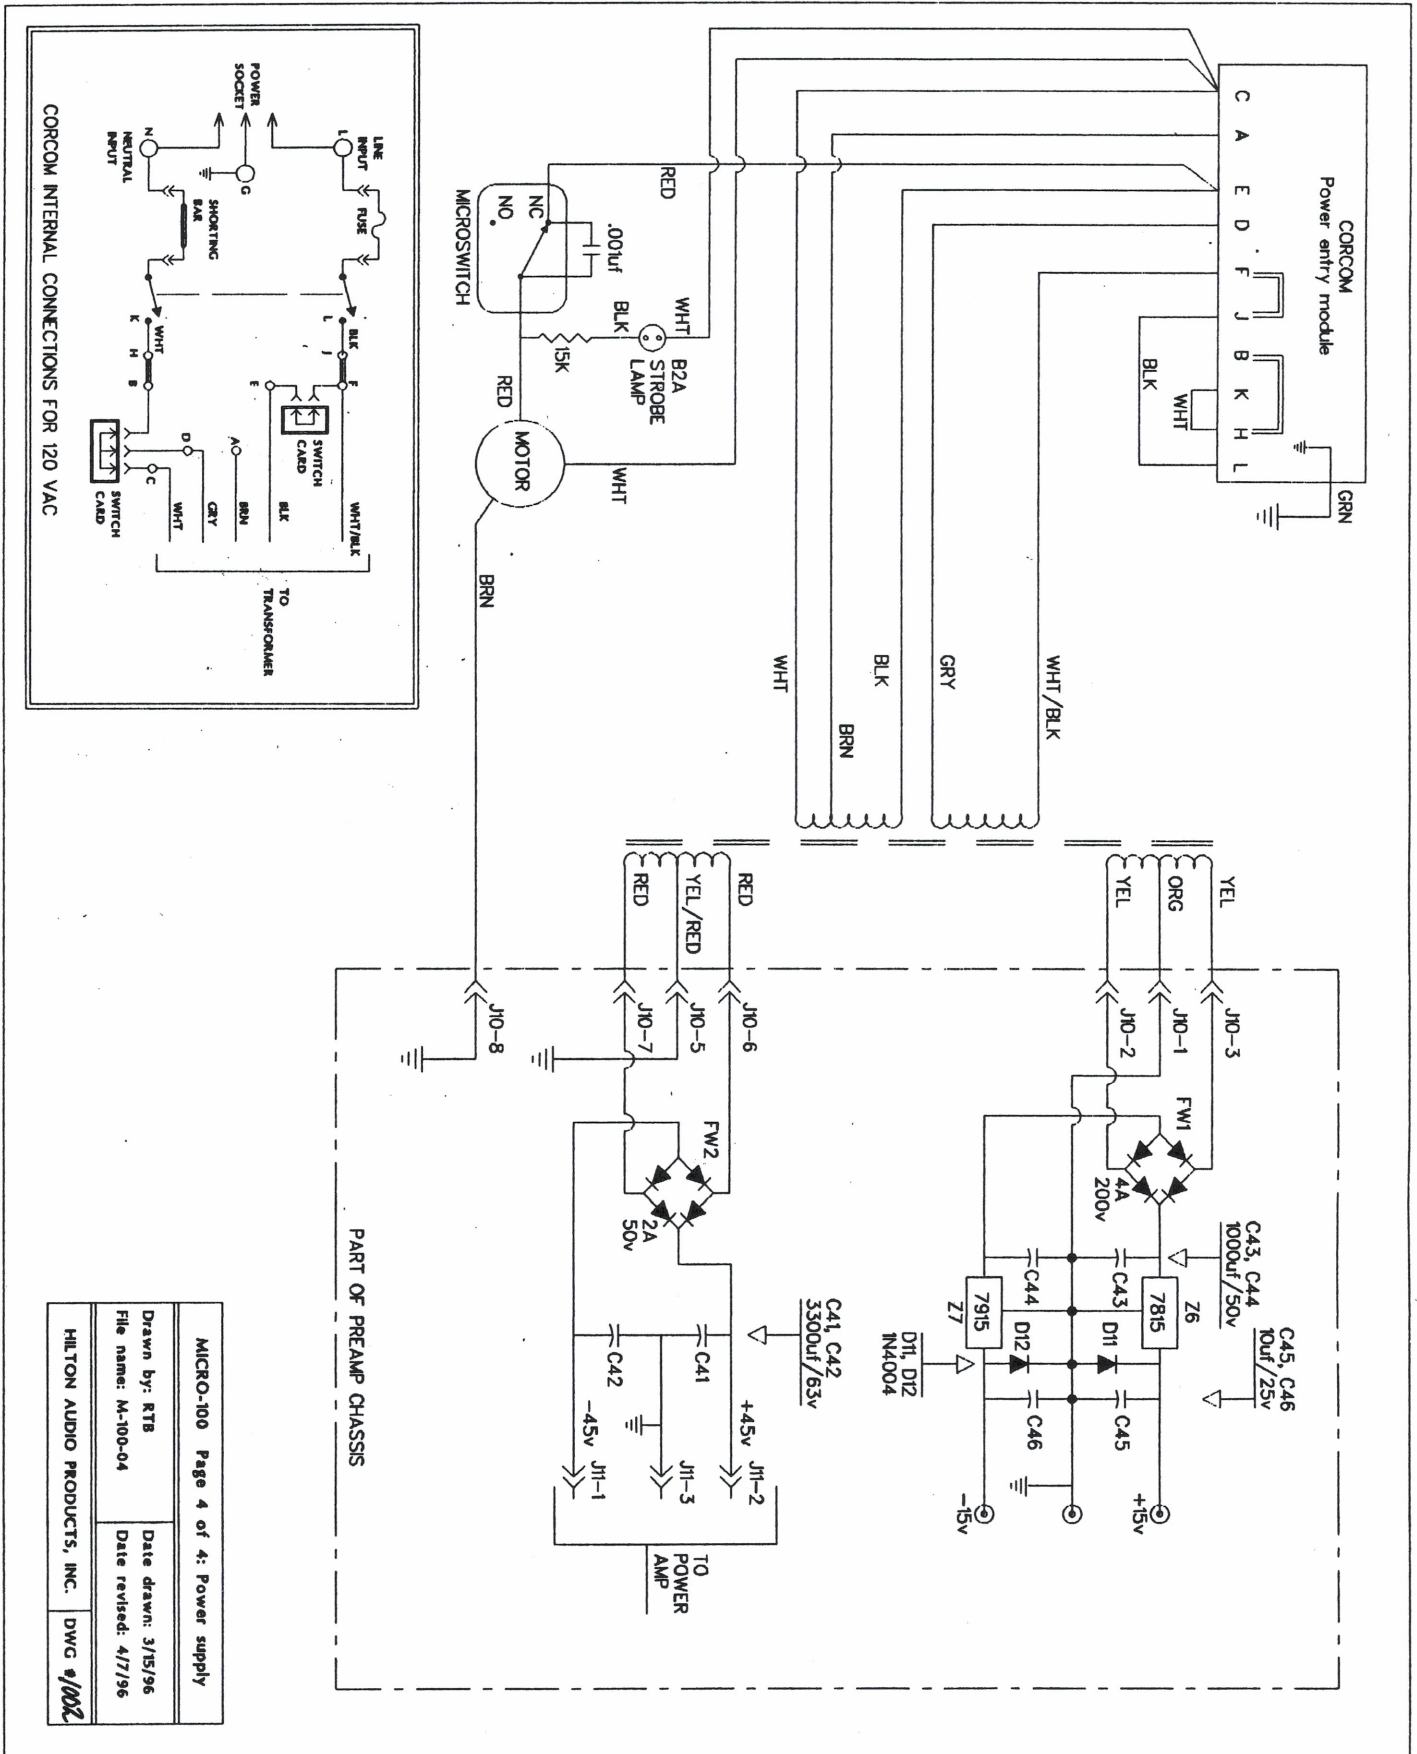 CORCOM
Power entry module
C
A
E
D
F
J
B
K
H
L
GRN
BLK
WHT
RED
MICROSWITCH
NC
NO
.001uf
15K
BLK
WHT
B2A
STROBE
LAMP
RED
MOTOR
WHT
BRN
WHT
BRN
BLK
GRY
WHT/BLK
YEL
ORG
YEL
RED
YEL/RED
RED
J10-3
J10-1
J10-2
J10-6
J10-5
J10-7
J10-8
FW1
4A
200v
C43, C44
1000uf/50v
C43
C44
Z6
7815
7915
Z7
D11
D12
C45, C46
10uf/25v
C45
C46
D11, D12
1N4004
+15v
-15v
FW2
2A
50v
C41, C42
3300uf/63v
C41
C42
+45v
-45v
J11-2
J11-3
J11-1
TO
POWER
AMP
PART OF PREAMP CHASSIS
LINE
INPUT
L
FUSE
POWER
SOCKET
G
N
NEUTRAL
INPUT
SHORTING
BAR
L
BLK
J
F
E
SWITCH
CARD
K
WHT
H
B
D
A
C
SWITCH
CARD
WHT/BLK
BLK
BRN
GRY
WHT
TO
TRANSFORMER
CORCOM INTERNAL CONNECTIONS FOR 120 VAC
MICRO-100 Page 4 of 4: Power supply
Drawn by: RTB
Date drawn: 3/15/96
File name: M-100-04
Date revised: 4/7/96
HILTON AUDIO PRODUCTS, INC.
DWG #1002